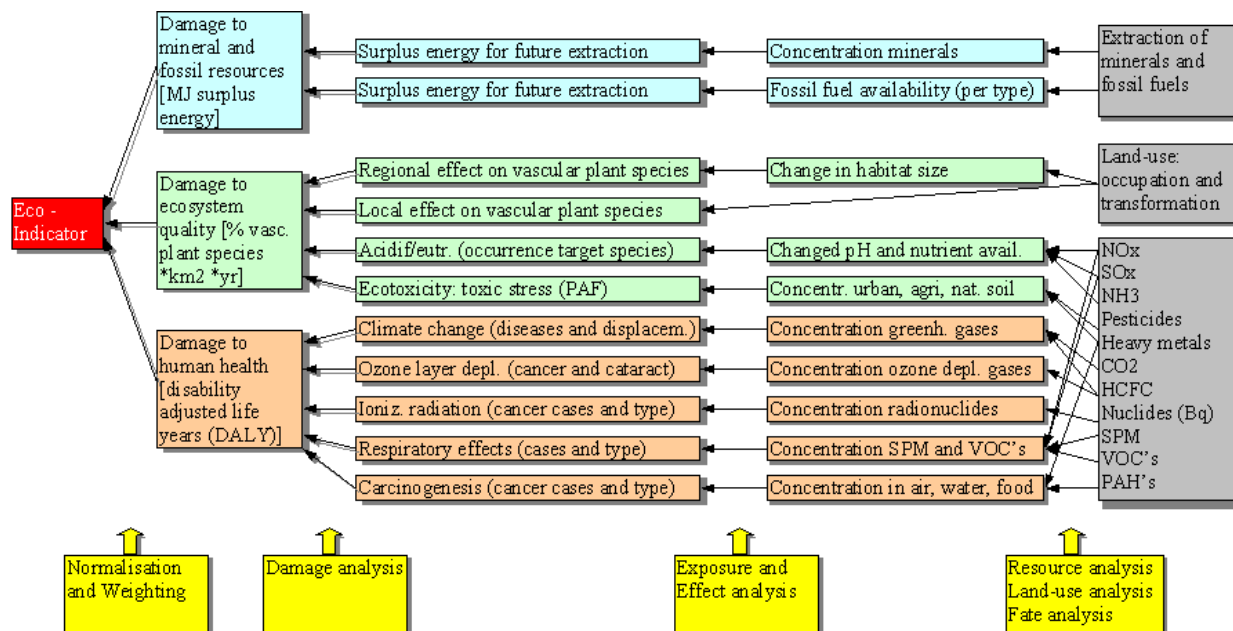 Damage to
mineral and
fossil resources
[MJ surplus
energy]
Surplus energy for future extraction
Concentration minerals
Extraction of
minerals and
fossil fuels
Surplus energy for future extraction
Fossil fuel availability (per type)
Eco -
Indicator
Damage to
ecosystem
quality [% vasc.
plant species
*km2 *yr]
Regional effect on vascular plant species
Change in habitat size
Land-use:
occupation and
transformation
Local effect on vascular plant species
Acidif/eutr. (occurrence target species)
Changed pH and nutrient avail.
Ecotoxicity: toxic stress (PAF)
Concentr. urban, agri, nat. soil
NOx
SOx
NH3
Pesticides
Heavy metals
CO2
HCFC
Nuclides (Bq)
SPM
VOC's
PAH's
Damage to
human health
[disability
adjusted life
years (DALY)]
Climate change (diseases and displacem.)
Concentration greenh. gases
Ozone layer depl. (cancer and cataract)
Concentration ozone depl. gases
Ioniz. radiation (cancer cases and type)
Concentration radionuclides
Respiratory effects (cases and type)
Concentration SPM and VOC's
Carcinogenesis (cancer cases and type)
Concentration in air, water, food
Normalisation
and Weighting
Damage analysis
Exposure and
Effect analysis
Resource analysis
Land-use analysis
Fate analysis